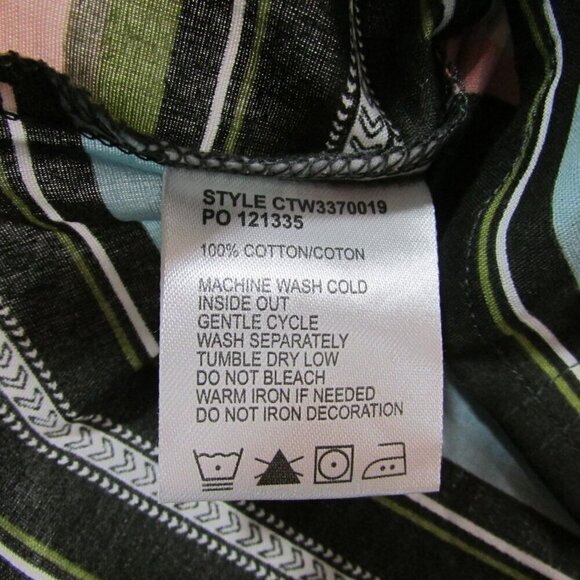 STYLE CTW3370019
PO 121335
100% COTTON/COTON
MACHINE WASH COLD
INSIDE OUT
GENTLE CYCLE
WASH SEPARATELY
TUMBLE DRY LOW
DO NOT BLEACH
WARM IRON IF NEEDED
DO NOT IRON DECORATION